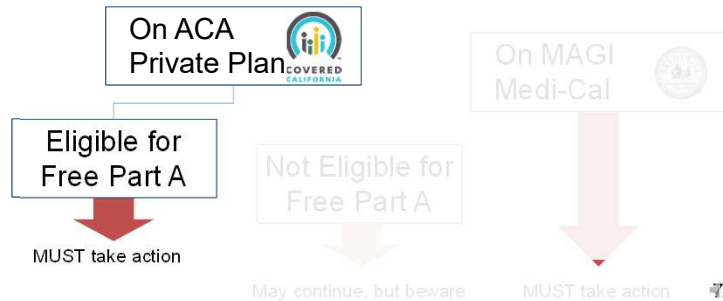 On ACA
Private Plan
COVERED
CALIFORNIA
On MAGI
Medi-Cal
Eligible for
Free Part A
Not Eligible for
Free Part A
MUST take action
May continue, but beware
MUST take action